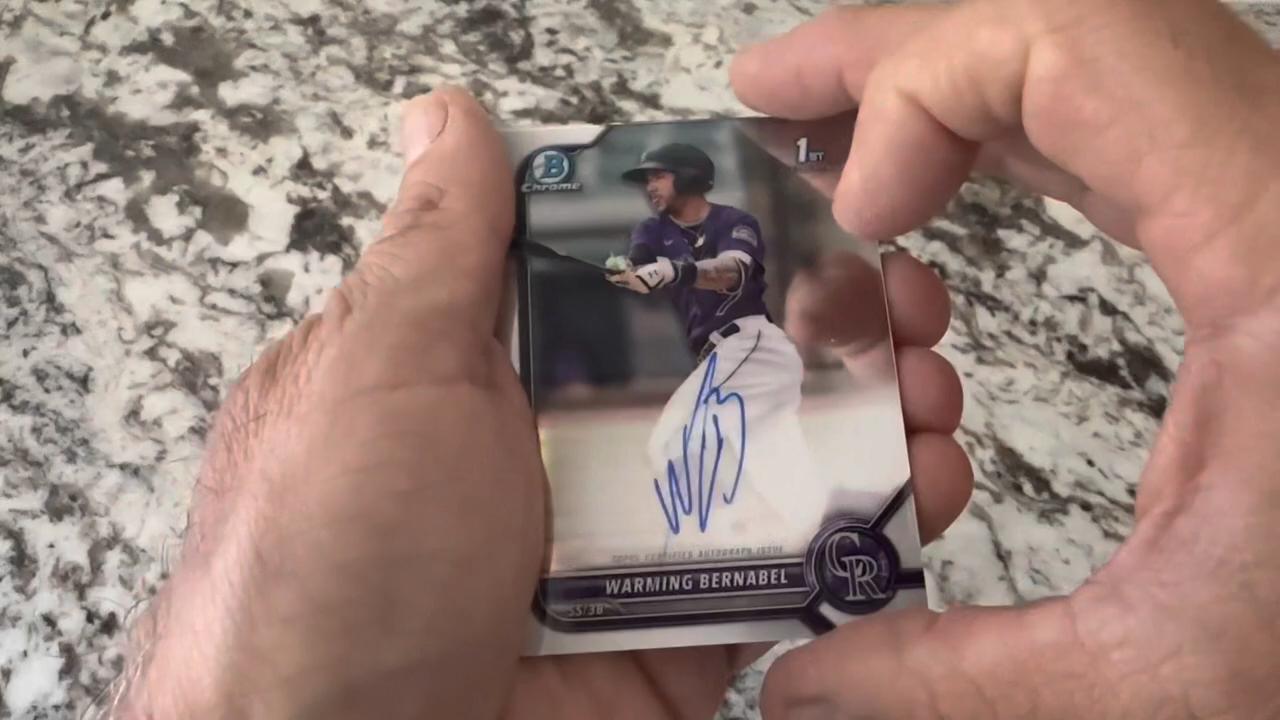 B
Chrome
1ST
TOPPS CERTIFIED AUTOGRAPH ISSUE
WARMING BERNABEL
CR
SS/3B